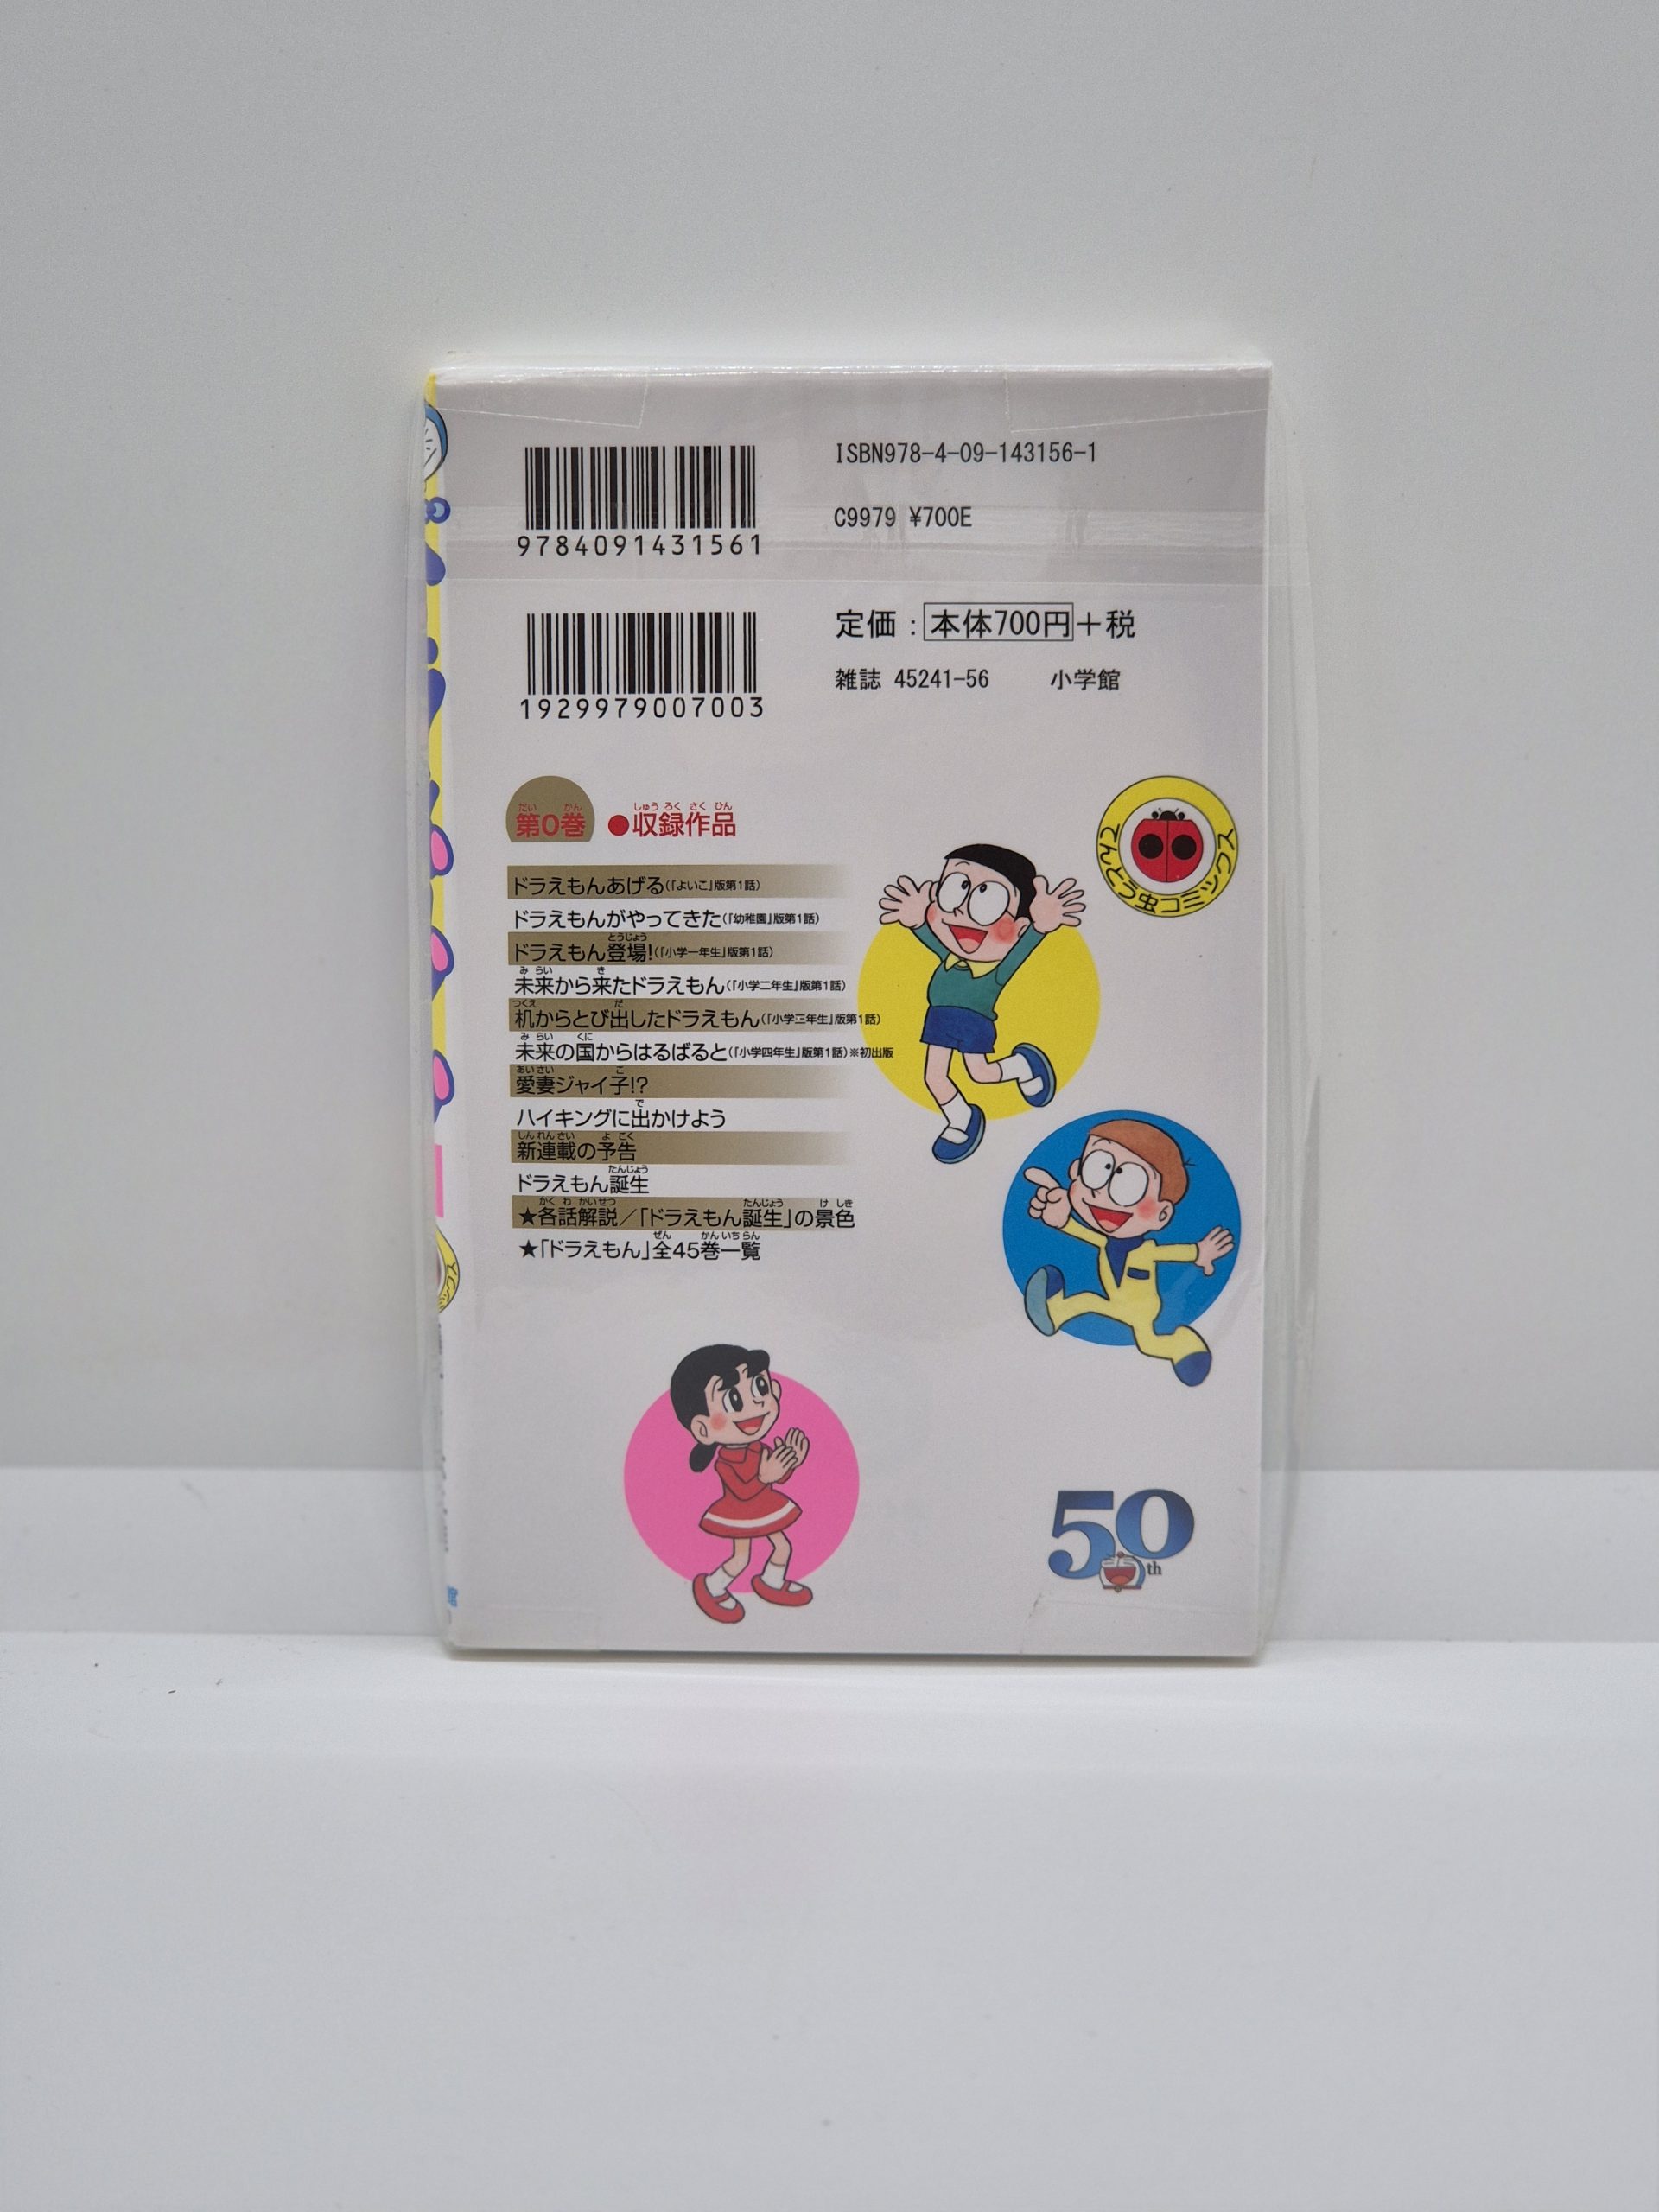 9784091431561
ISBN978-4-09-143156-1
C9979 ¥700E
1929979007003
定価：本体700円＋税
雑誌 45241-56 小学館
第0巻 ●収録作品
ドラえもんあげる(「よいこ」版第1話)
ドラえもんがやってきた(「幼稚園」版第1話)
ドラえもん登場!(「小学一年生」版第1話)
未来から来たドラえもん(「小学二年生」版第1話)
机からとび出したドラえもん(「小学三年生」版第1話)
未来の国からはるばると(「小学四年生」版第1話)※初出版
愛妻ジャイ子!?
ハイキングに出かけよう
新連載の予告
ドラえもん誕生
★各話解説／「ドラえもん誕生」の景色
★「ドラえもん」全45巻一覧
てんとう虫コミックス
50th